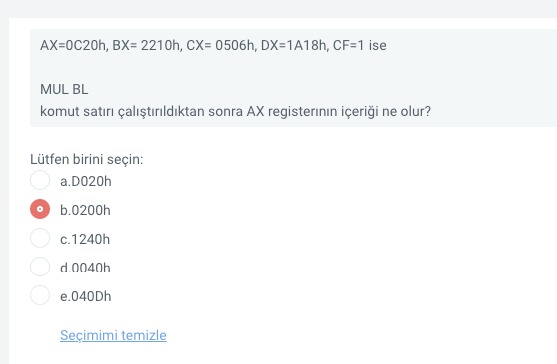 AX=0C20h, BX= 2210h, CX= 0506h, DX=1A18h, CF=1 ise
MUL BL
komut satırı çalıştırıldıktan sonra AX registerının içeriği ne olur?
Lütfen birini seçin:
a.D020h
b.0200h
c.1240h
d.0040h
e.040Dh
Seçimimi temizle